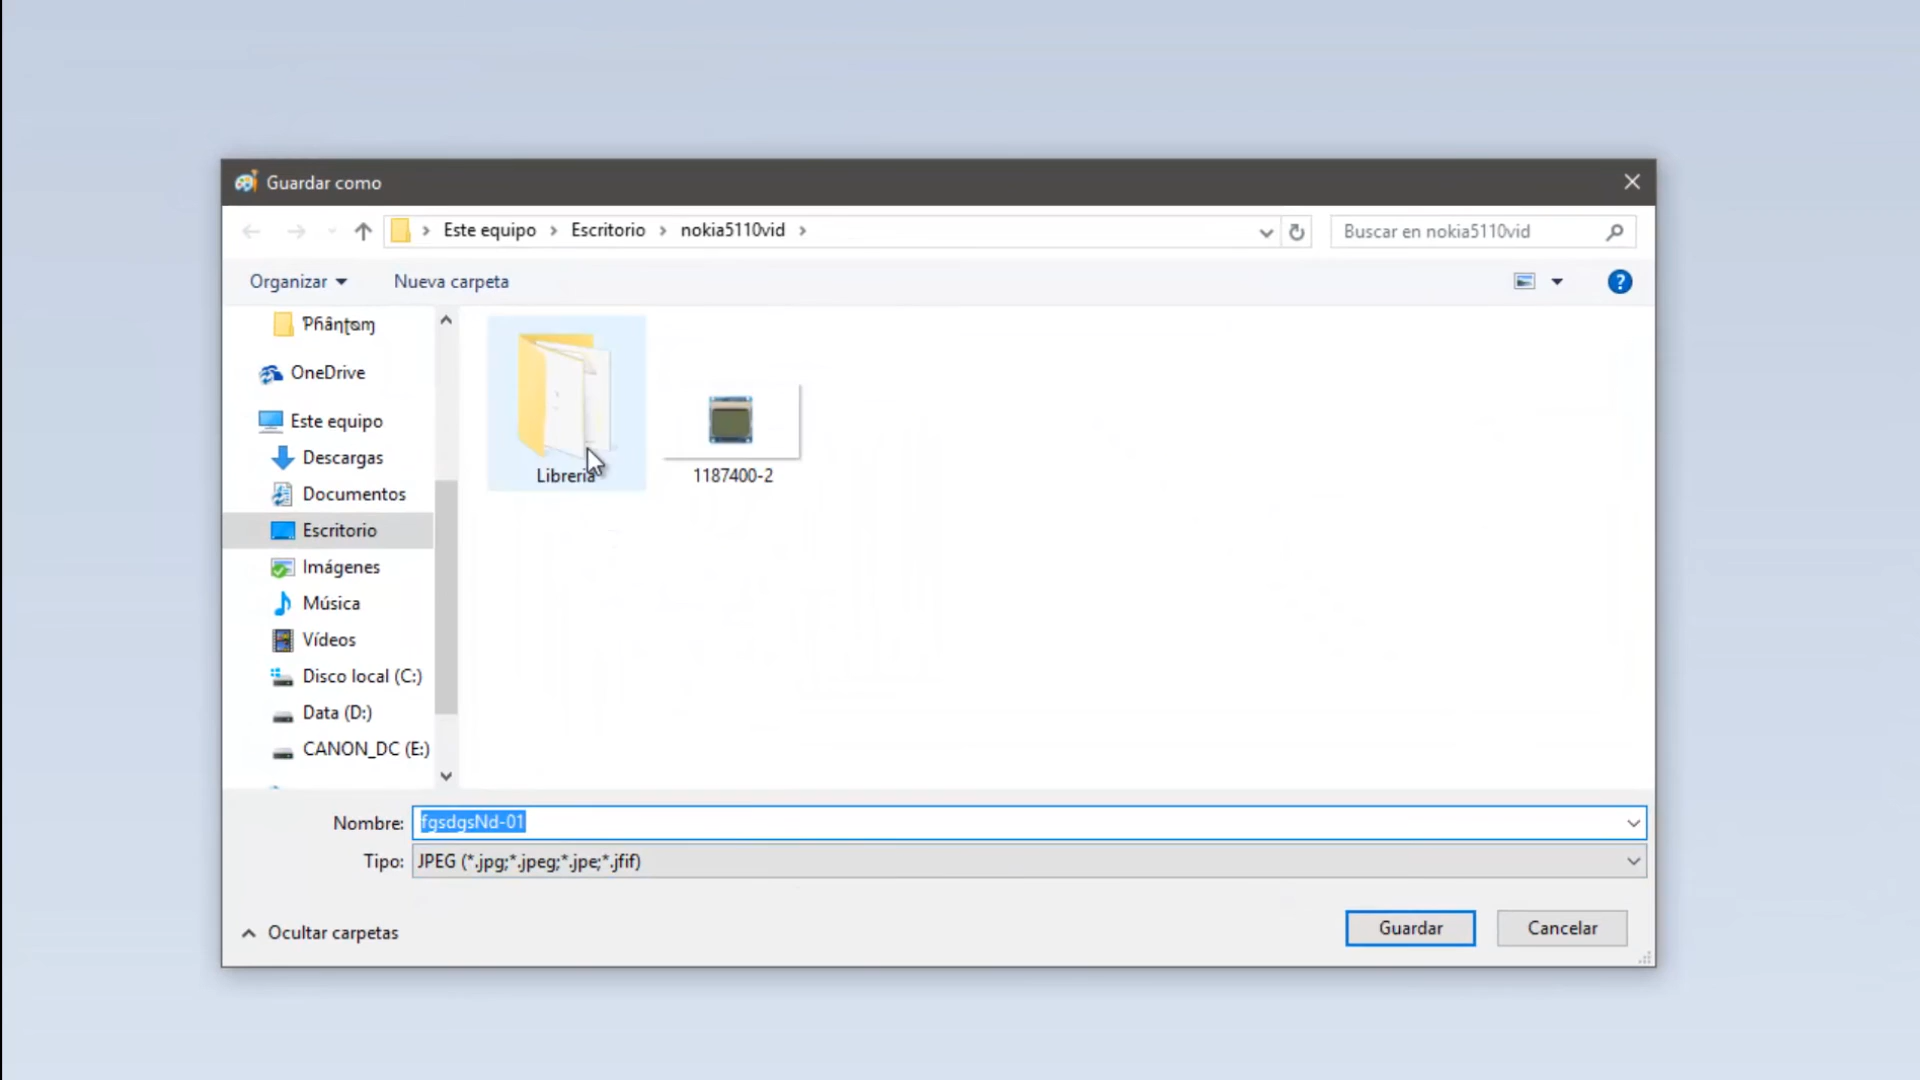 Guardar como
Este equipo > Escritorio > nokia5110vid >
Buscar en nokia5110vid
Organizar
Nueva carpeta
?
OneDrive
Este equipo
Descargas
Documentos
Escritorio
Imágenes
Música
Vídeos
Disco local (C:)
Data (D:)
CANON_DC (E:)
Libreria
1187400-2
Nombre: fgsdgsNd-01
Tipo: JPEG (*.jpg;*.jpeg;*.jpe;*.jfif)
Ocultar carpetas
Guardar
Cancelar